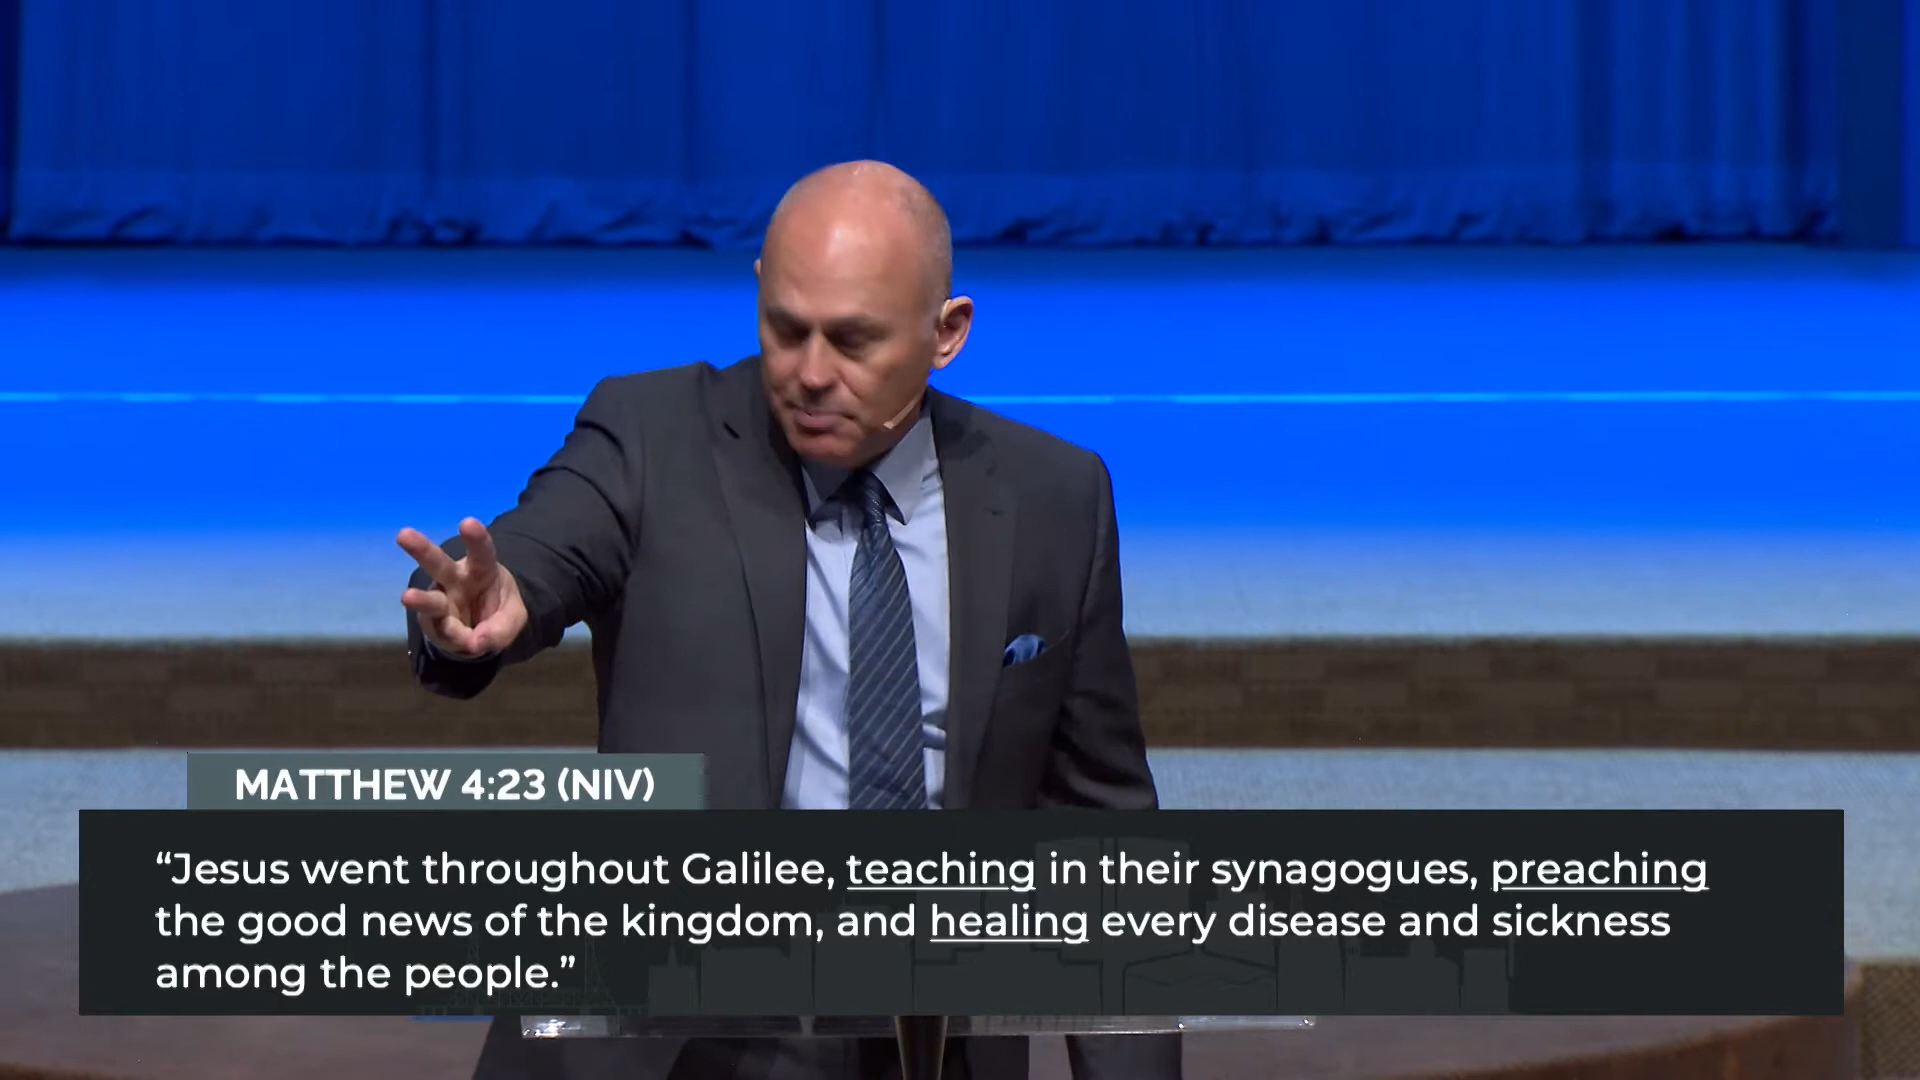 MATTHEW 4:23 (NIV)
“Jesus went throughout Galilee, teaching in their synagogues, preaching
the good news of the kingdom, and healing every disease and sickness
among the people.”